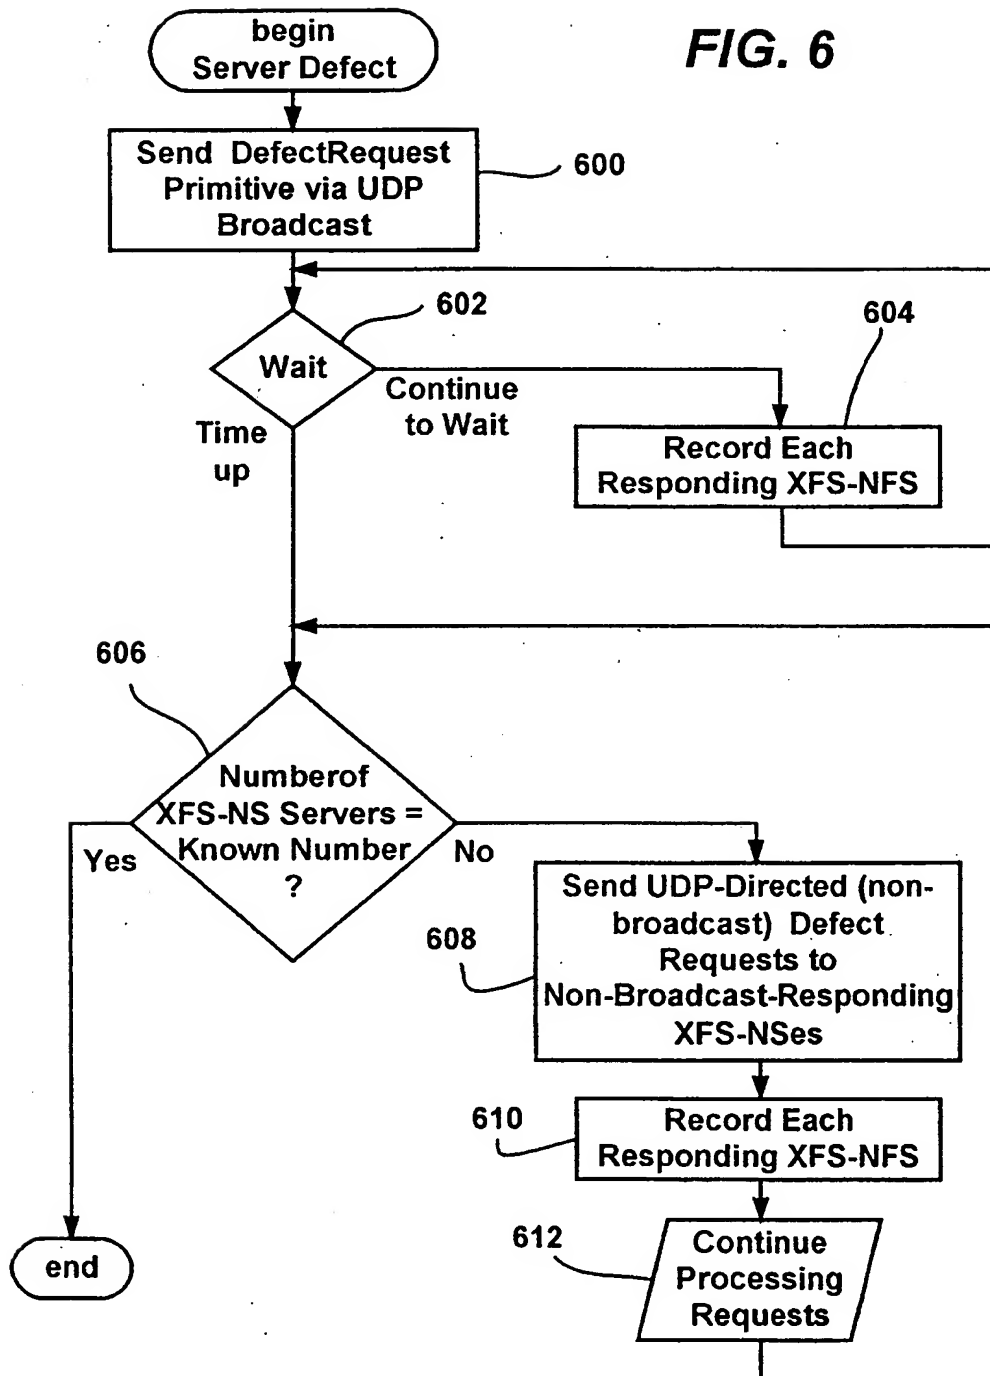 begin
Server Defect
FIG. 6
Send DefectRequest
Primitive via UDP
Broadcast
600
602
604
Wait
Continue
to Wait
Time
up
Record Each
Responding XFS-NFS
606
Numberof
XFS-NS Servers =
Known Number
?
Yes
No
Send UDP-Directed (non-
broadcast) Defect
Requests to
Non-Broadcast-Responding
XFS-NSes
608
610
Record Each
Responding XFS-NFS
612
Continue
Processing
Requests
end